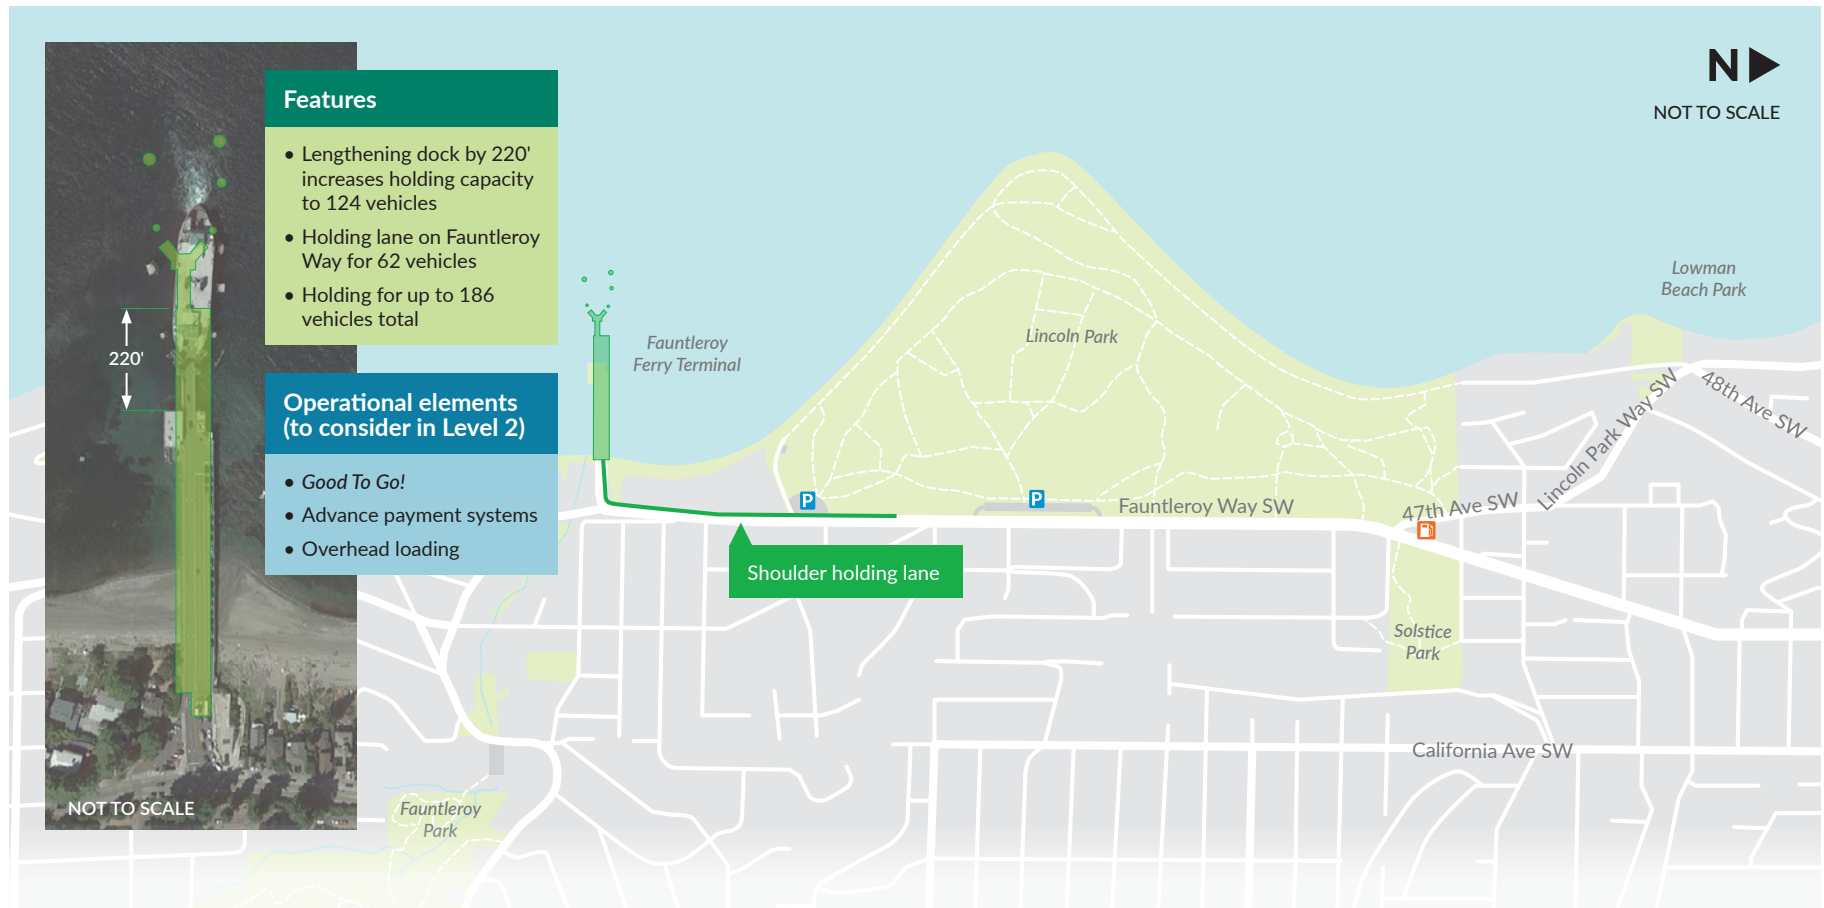 N
NOT TO SCALE
Features
• Lengthening dock by 220'
increases holding capacity
to 124 vehicles
• Holding lane on Fauntleroy
Way for 62 vehicles
• Holding for up to 186
vehicles total
220'
Operational elements
(to consider in Level 2)
• Good To Go!
• Advance payment systems
• Overhead loading
NOT TO SCALE
Fauntleroy
Ferry Terminal
Lincoln Park
Lowman
Beach Park
48th Ave SW
Lincoln Park Way SW
47th Ave SW
Fauntleroy Way SW
P
P
Shoulder holding lane
Solstice
Park
California Ave SW
Fauntleroy
Park